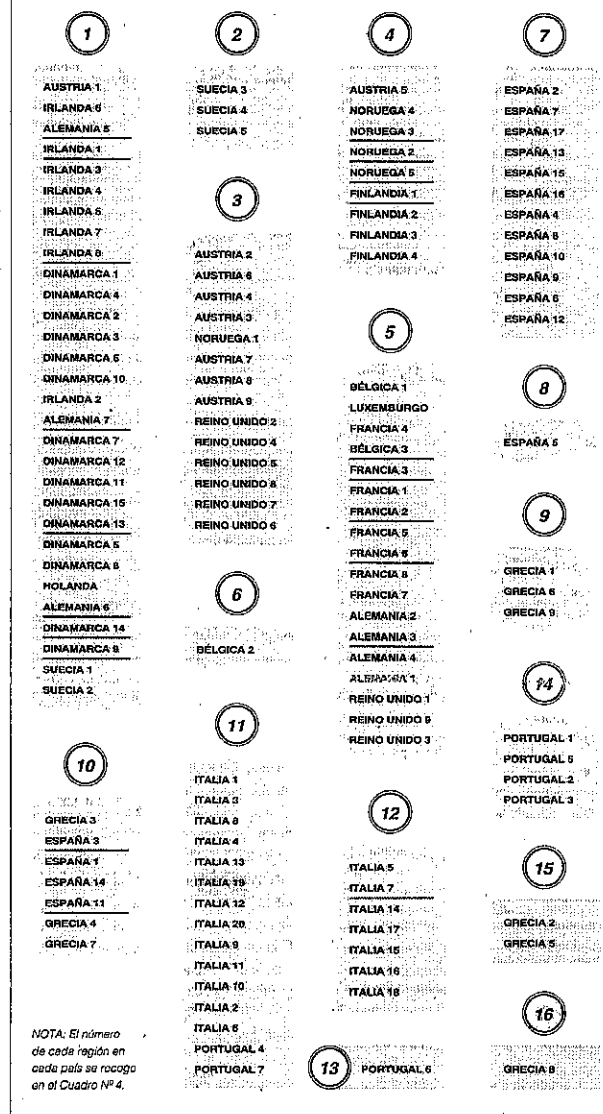 1
AUSTRIA 1
IRLANDA 6
ALEMANIA 5
IRLANDA 1
IRLANDA 3
IRLANDA 4
IRLANDA 5
IRLANDA 7
IRLANDA 8
DINAMARCA 1
DINAMARCA 4
DINAMARCA 2
DINAMARCA 3
DINAMARCA 6
DINAMARCA 10
IRLANDA 2
ALEMANIA 7
DINAMARCA 7
DINAMARCA 12
DINAMARCA 11
DINAMARCA 15
DINAMARCA 13
DINAMARCA 5
DINAMARCA 8
HOLANDA
ALEMANIA 6
DINAMARCA 14
DINAMARCA 9
SUECIA 1
SUECIA 2
10
GRECIA 3
ESPAÑA 3
ESPAÑA 1
ESPAÑA 14
ESPAÑA 11
GRECIA 4
GRECIA 7
NOTA: El número
de cada región en
cada país se recoge
en el Cuadro Nº 4.
2
SUECIA 3
SUECIA 4
SUECIA 5
3
AUSTRIA 2
AUSTRIA 6
AUSTRIA 4
AUSTRIA 3
NORUEGA 1
AUSTRIA 7
AUSTRIA 8
AUSTRIA 9
REINO UNIDO 2
REINO UNIDO 4
REINO UNIDO 5
REINO UNIDO 8
REINO UNIDO 7
REINO UNIDO 6
6
BÉLGICA 2
11
ITALIA 1
ITALIA 3
ITALIA 8
ITALIA 4
ITALIA 13
ITALIA 19
ITALIA 12
ITALIA 20
ITALIA 9
ITALIA 11
ITALIA 10
ITALIA 2
ITALIA 6
PORTUGAL 4
PORTUGAL 7
4
AUSTRIA 5
NORUEGA 4
NORUEGA 3
NORUEGA 2
NORUEGA 5
FINLANDIA 1
FINLANDIA 2
FINLANDIA 3
FINLANDIA 4
5
BÉLGICA 1
LUXEMBURGO
FRANCIA 4
BÉLGICA 3
FRANCIA 3
FRANCIA 1
FRANCIA 2
FRANCIA 5
FRANCIA 6
FRANCIA 8
FRANCIA 7
ALEMANIA 2
ALEMANIA 3
ALEMANIA 4
ALEMANIA 1
REINO UNIDO 1
REINO UNIDO 9
REINO UNIDO 3
12
ITALIA 5
ITALIA 7
ITALIA 14
ITALIA 17
ITALIA 15
ITALIA 16
ITALIA 18
13
PORTUGAL 6
7
ESPAÑA 2
ESPAÑA 7
ESPAÑA 17
ESPAÑA 13
ESPAÑA 15
ESPAÑA 16
ESPAÑA 4
ESPAÑA 8
ESPAÑA 10
ESPAÑA 9
ESPAÑA 6
ESPAÑA 12
8
ESPAÑA 5
9
GRECIA 1
GRECIA 6
GRECIA 9
14
PORTUGAL 1
PORTUGAL 5
PORTUGAL 2
PORTUGAL 3
15
GRECIA 2
GRECIA 5
16
GRECIA 8